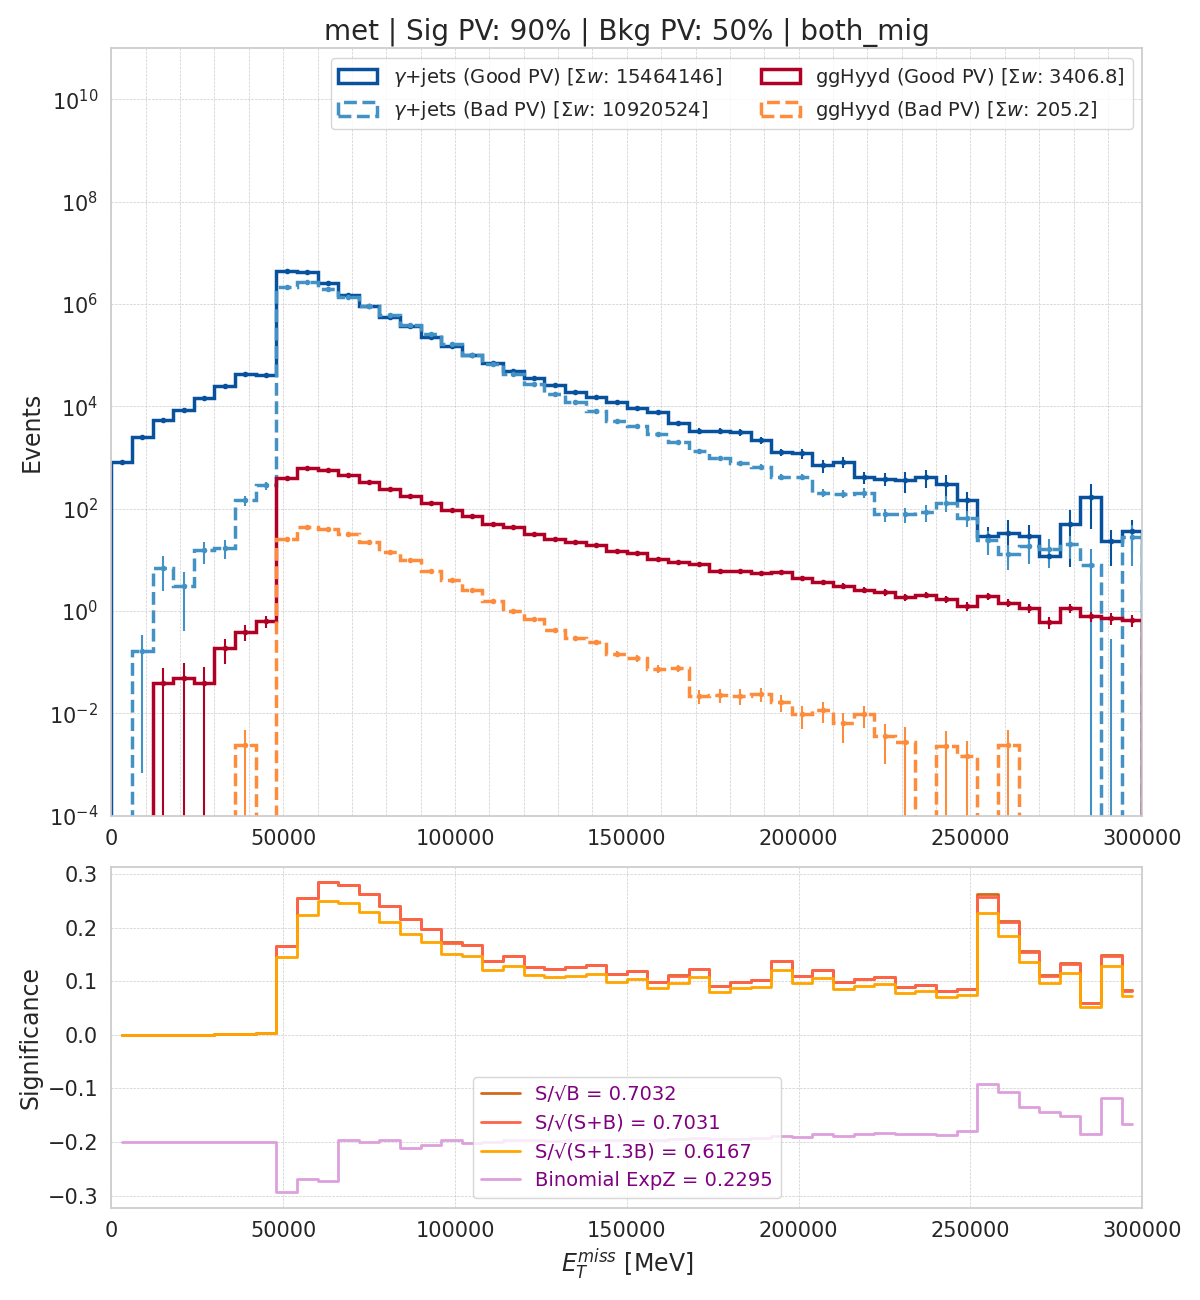 met | Sig PV: 90% | Bkg PV: 50% | both_mig
γ+jets (Good PV) [Σw: 15464146]
γ+jets (Bad PV) [Σw: 10920524]
ggHyyd (Good PV) [Σw: 3406.8]
ggHyyd (Bad PV) [Σw: 205.2]
Events
10^10
10^8
10^6
10^4
10^2
10^0
10^−2
10^−4
0 50000 100000 150000 200000 250000 300000
Significance
0.3
0.2
0.1
0.0
−0.1
−0.2
−0.3
S/√B = 0.7032
S/√(S+B) = 0.7031
S/√(S+1.3B) = 0.6167
Binomial ExpZ = 0.2295
0 50000 100000 150000 200000 250000 300000
E_T^miss [MeV]